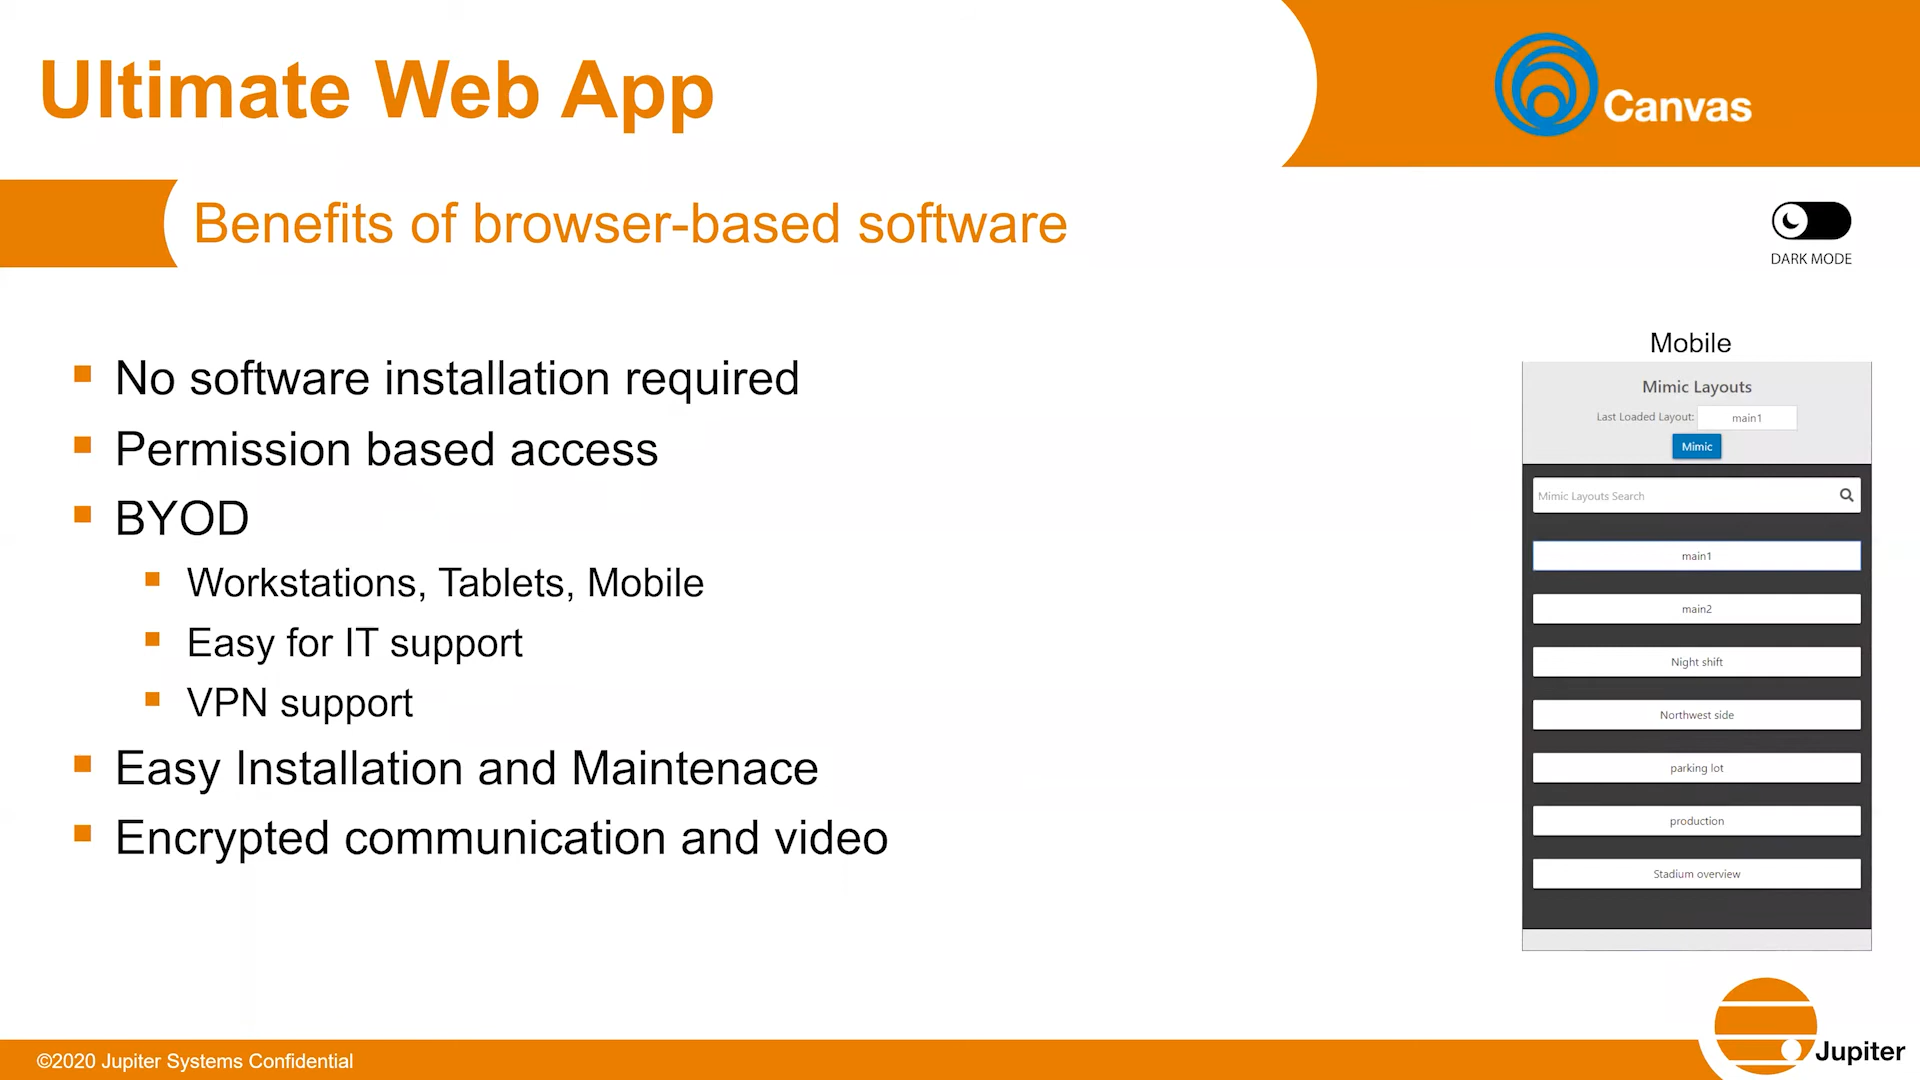 Ultimate Web App
Canvas
Benefits of browser-based software
DARK MODE
No software installation required
Permission based access
BYOD
Workstations, Tablets, Mobile
Easy for IT support
VPN support
Easy Installation and Maintenace
Encrypted communication and video
Mobile
Mimic Layouts
Last Loaded Layout: main1
Mimic
Mimic Layouts Search
main1
main2
Night shift
Northwest side
parking lot
production
Stadium overview
©2020 Jupiter Systems Confidential
Jupiter